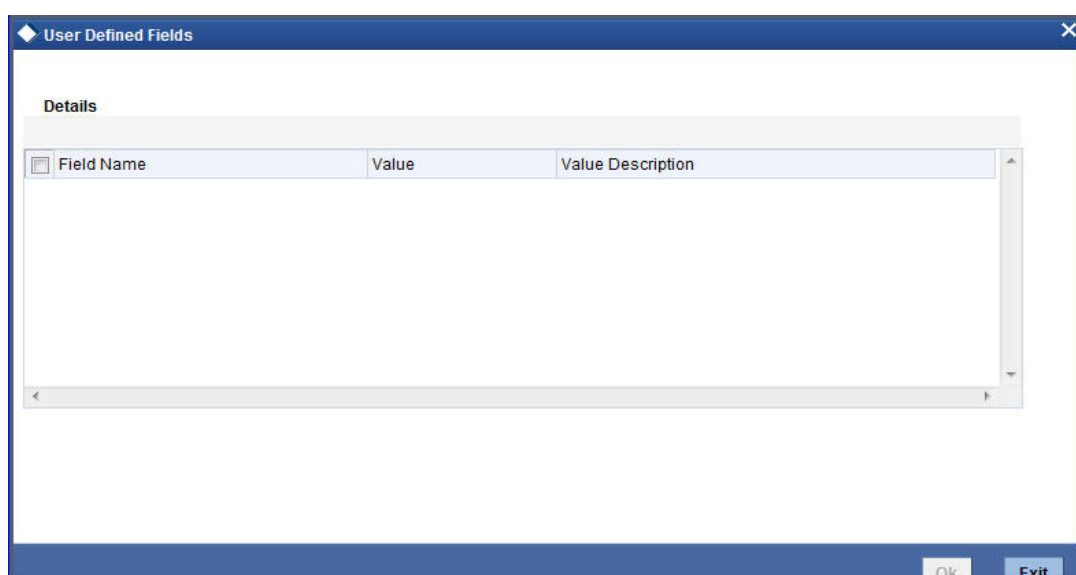 User Defined Fields
Details
Field Name Value Value Description
Ok Exit